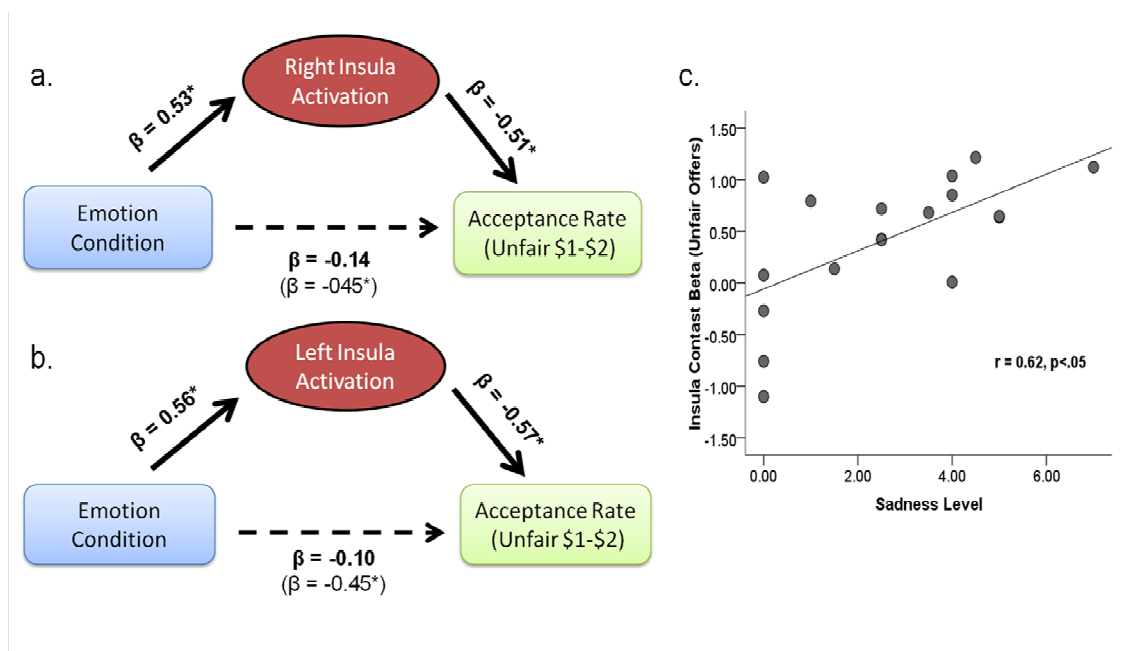 a.
Right Insula
Activation
β = 0.53*
β = -0.51*
Emotion
Condition
Acceptance Rate
(Unfair $1-$2)
β = -0.14
(β = -045*)
b.
Left Insula
Activation
β = 0.56*
β = -0.57*
Emotion
Condition
Acceptance Rate
(Unfair $1-$2)
β = -0.10
(β = -0.45*)
c.
Insula Contast Beta (Unfair Offers)
1.50
1.00
0.50
0.00
-0.50
-1.00
-1.50
r = 0.62, p<.05
0.00 2.00 4.00 6.00
Sadness Level